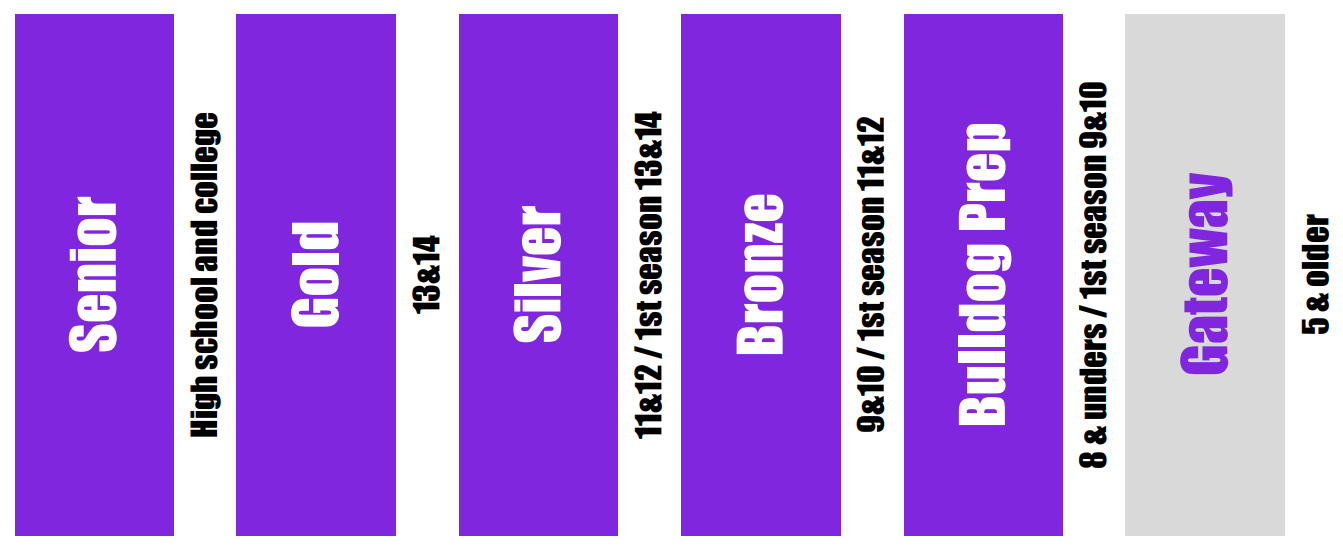 Senior
High school and college
Gold
13&14
Silver
11&12 / 1st season 13&14
Bronze
9&10 / 1st season 11&12
Bulldog Prep
8 & unders / 1st season 9&10
Gateway
5 & older